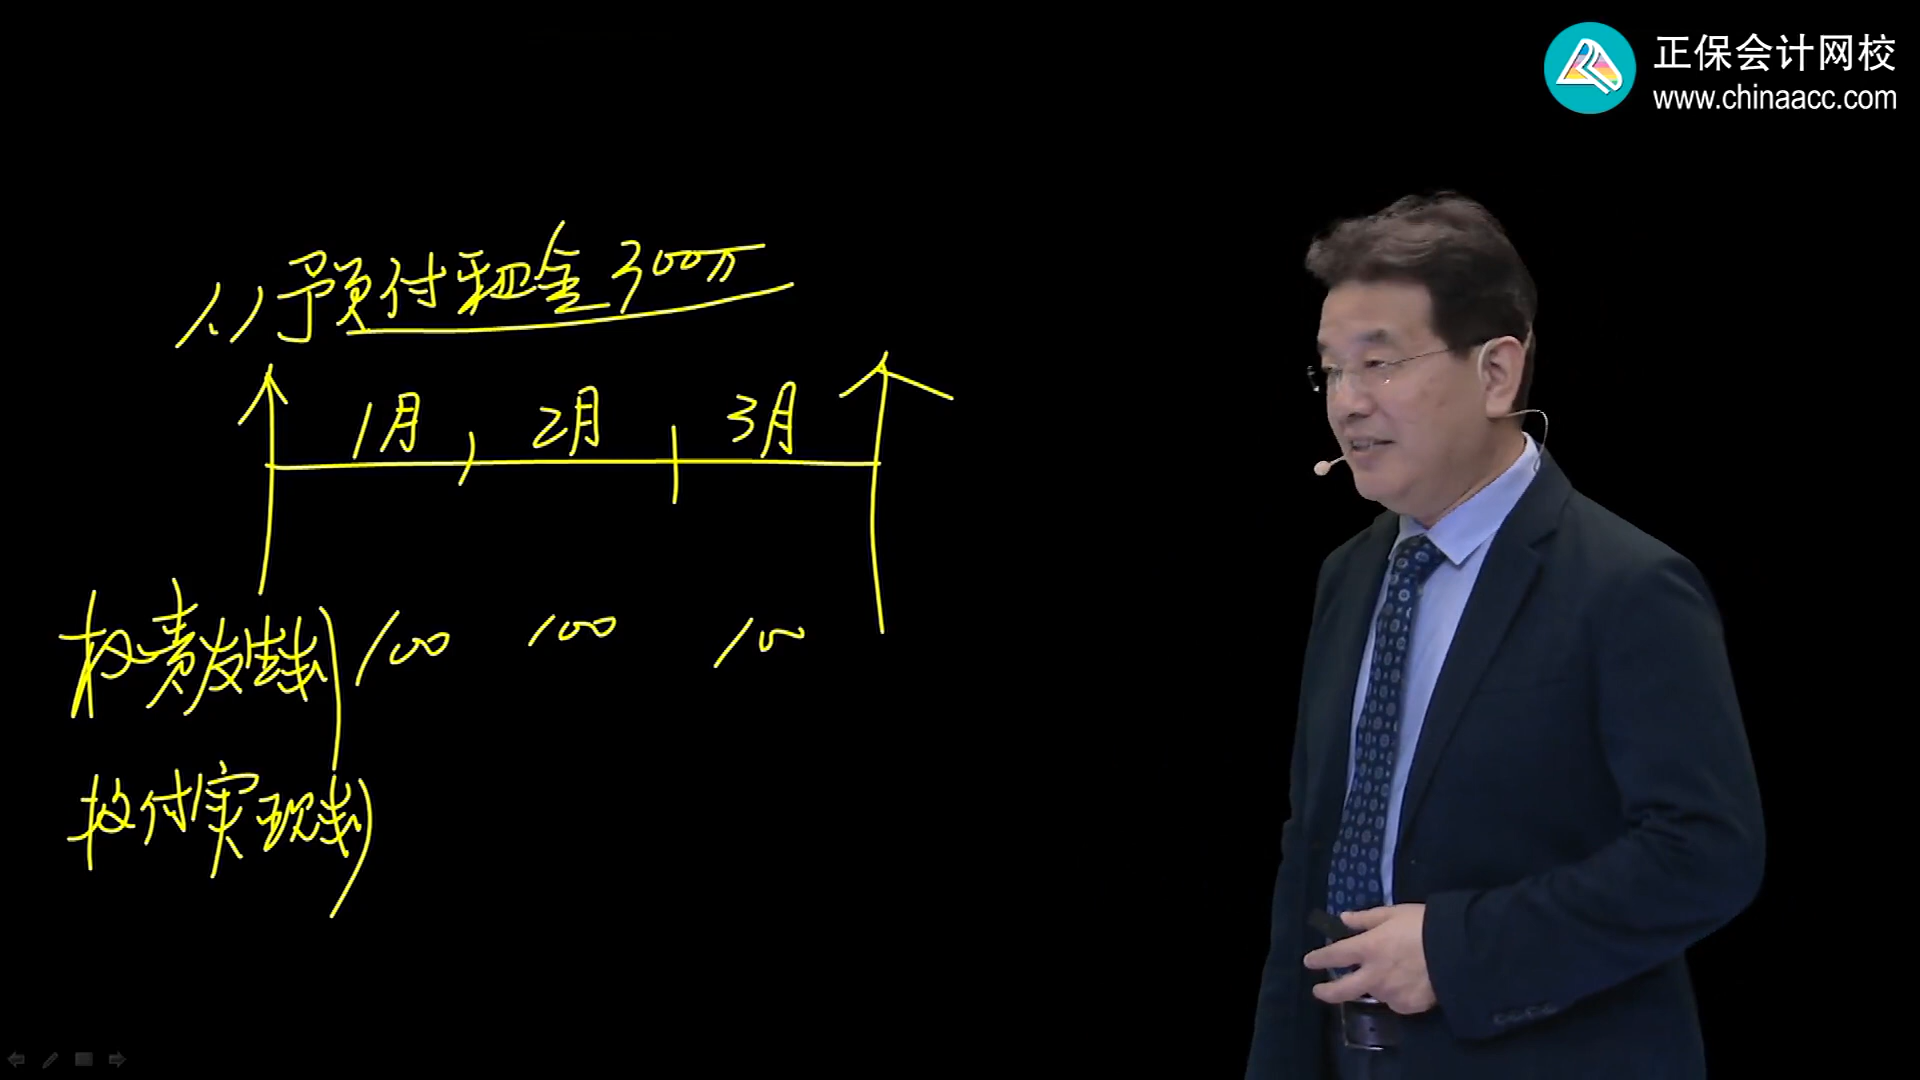 正保会计网校
www.chinaacc.com
1.1预付租金300万
1月 2月 3月
权责发生制 100 100 100
收付实现制